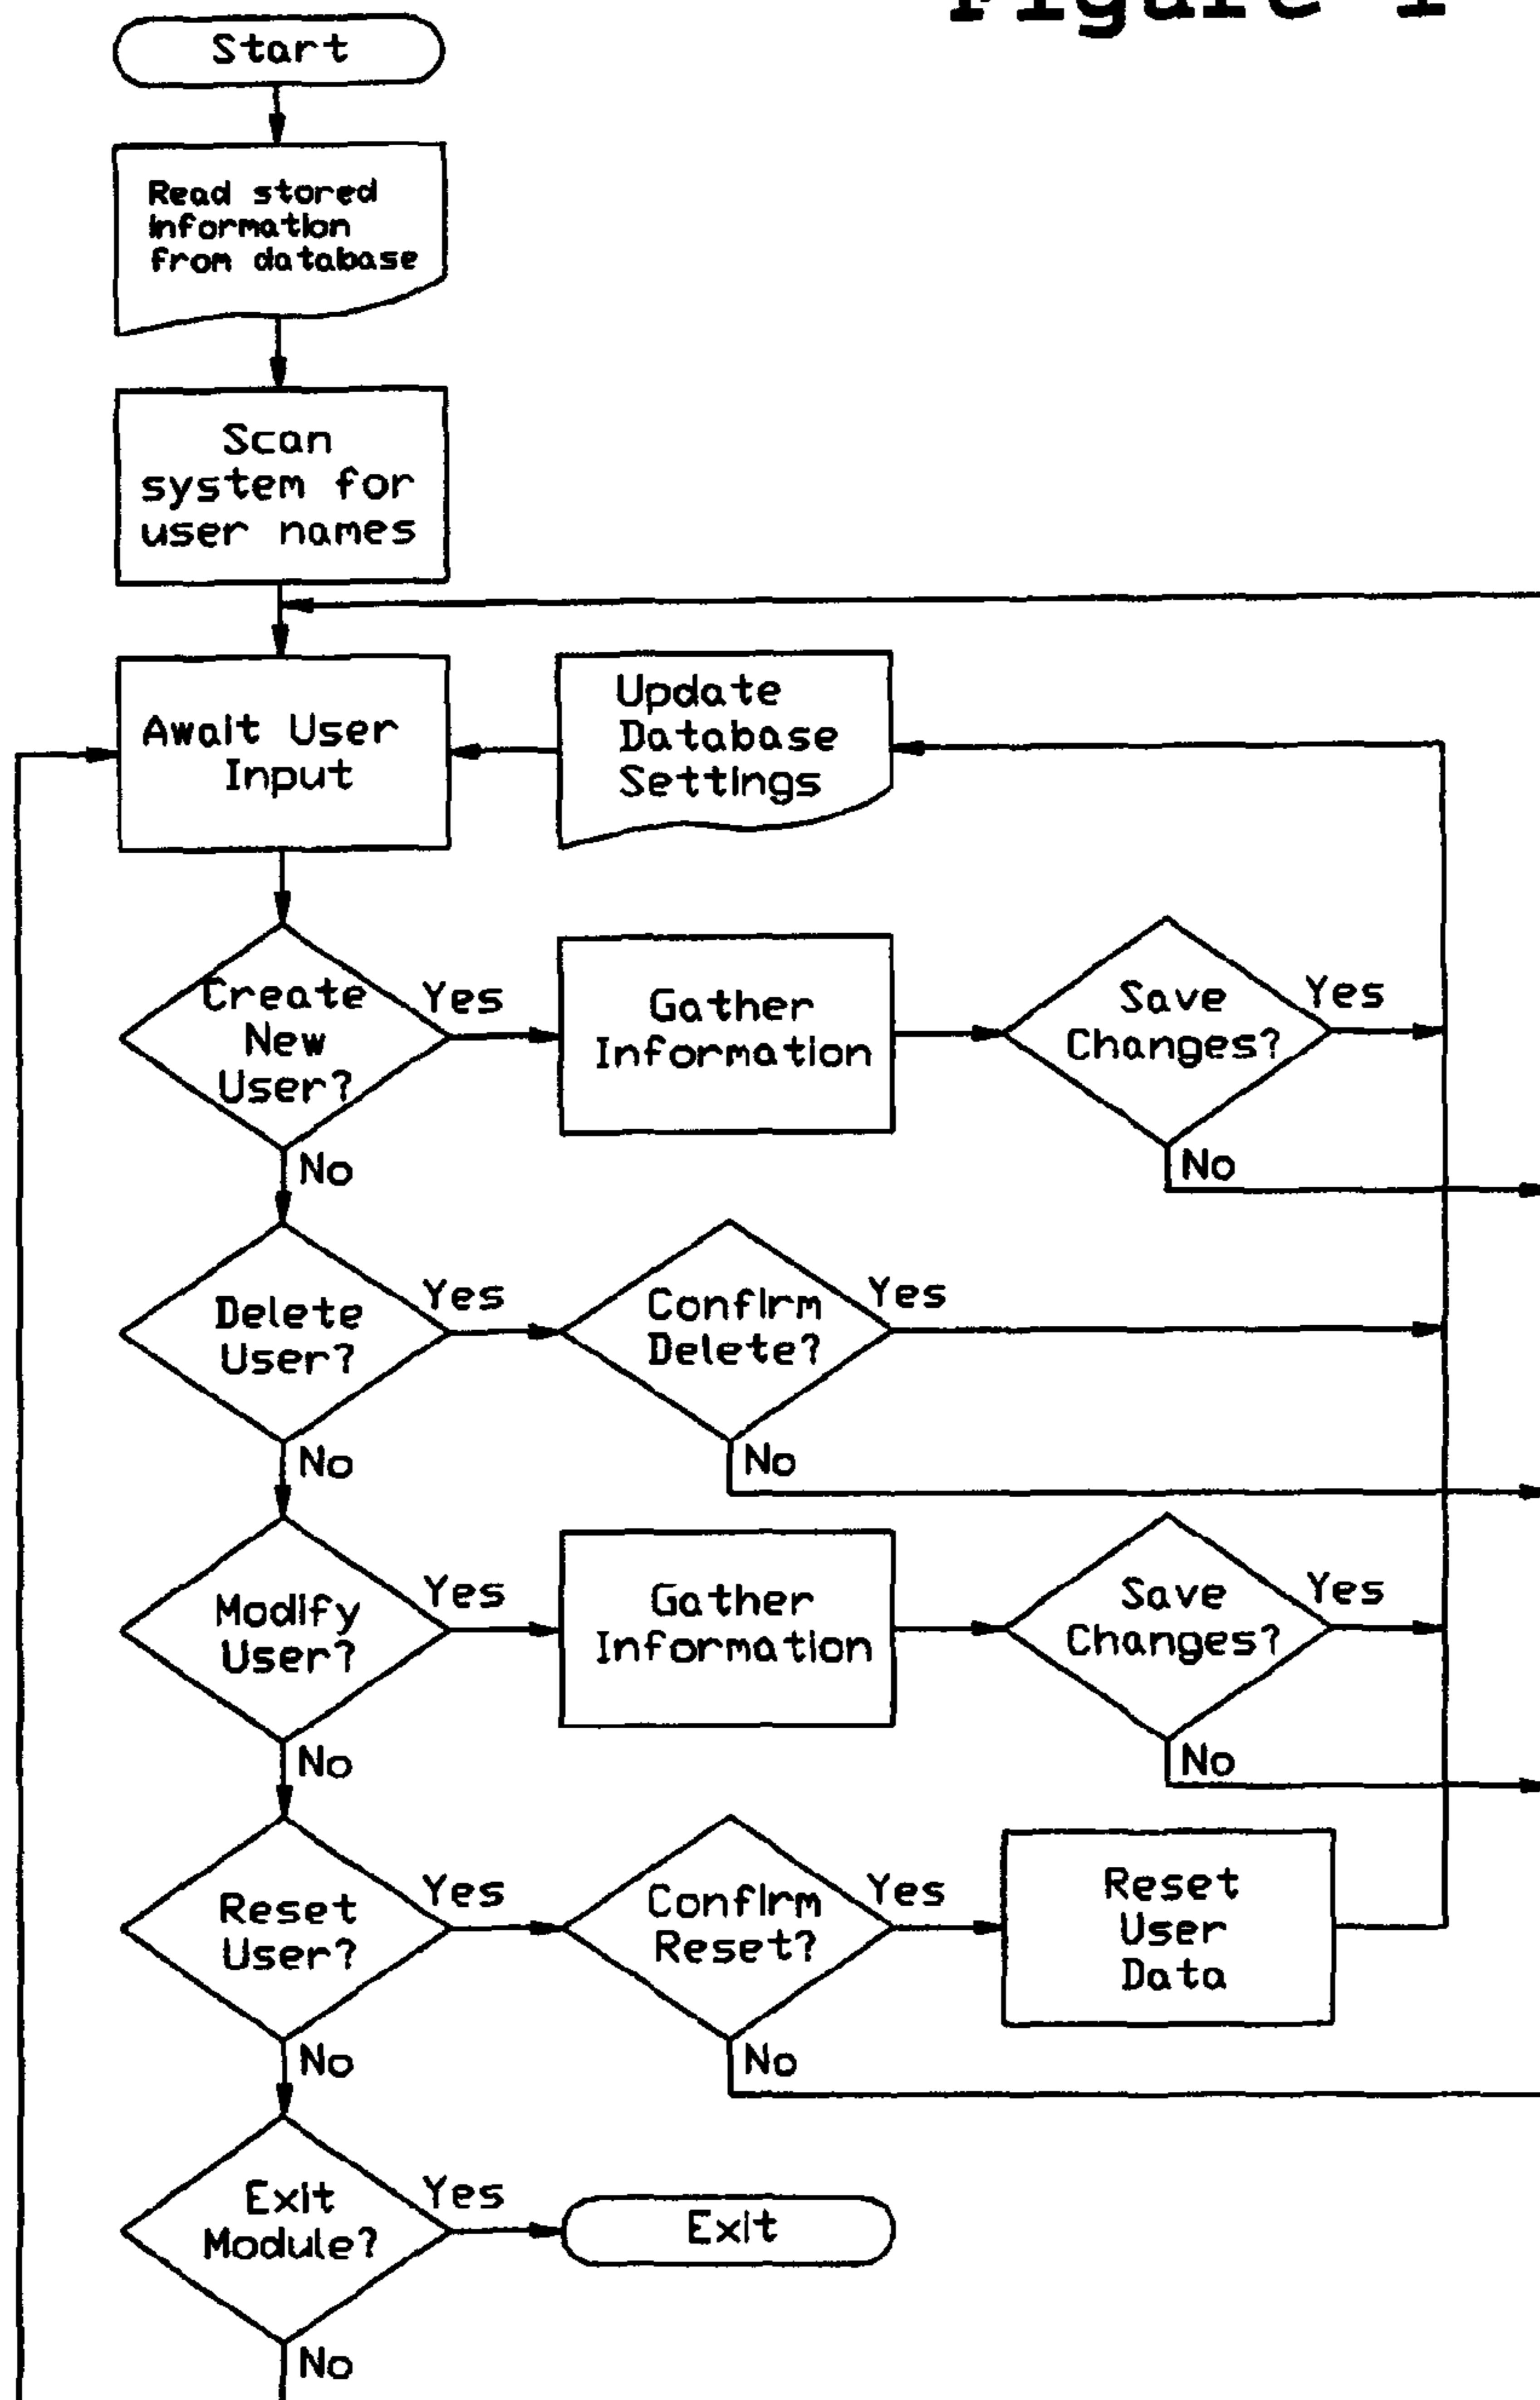 Figure 1
Start
Read stored
information
from database
Scan
system for
user names
Await User
Input
Update
Database
Settings
Create
New
User?
Yes
Gather
Information
Save
Changes?
Yes
No
No
Delete
User?
Yes
Confirm
Delete?
Yes
No
No
Modify
User?
Yes
Gather
Information
Save
Changes?
Yes
No
No
Reset
User?
Yes
Confirm
Reset?
Yes
Reset
User
Data
No
No
Exit
Module?
Yes
Exit
No